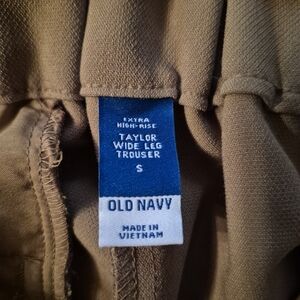 EXTRA
HIGH-RISE
TAYLOR
WIDE LEG
TROUSER
S
OLD NAVY
MADE IN
VIETNAM